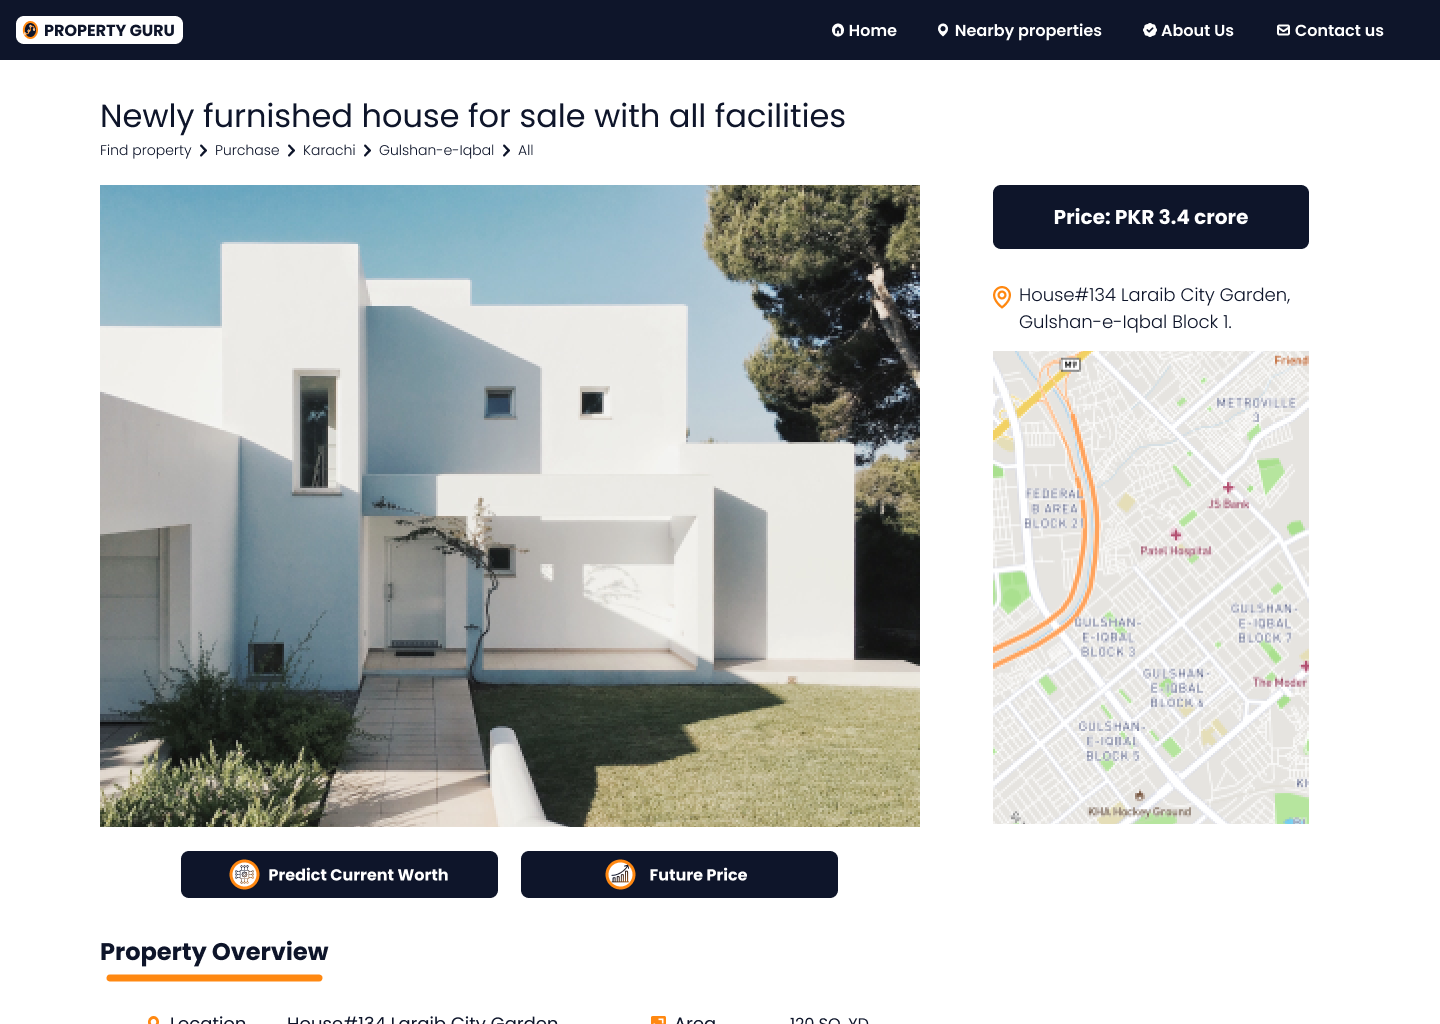 PROPERTY GURU
Home
Nearby properties
About Us
Contact us
Newly furnished house for sale with all facilities
Find property
Purchase
Karachi
Gulshan-e-Iqbal
All
Price: PKR 3.4 crore
House#134 Laraib City Garden,
Gulshan-e-Iqbal Block 1.
Friend
METROVILLE
3
FEDERAL
B AREA
BLOCK 21
JS Bank
Patel Hospital
GULSHAN-
E-IQBAL
BLOCK 7
GULSHAN-
E-IQBAL
BLOCK 3
The Moder
GULSHAN-
E-IQBAL
BLOCK
GULSHAN-
E-IQBAL
BLOCK 5
KHA Hockey Ground
Predict Current Worth
Future Price
Property Overview
Location
House#134 Laraib City Garden
Area
120 SQ. YD.